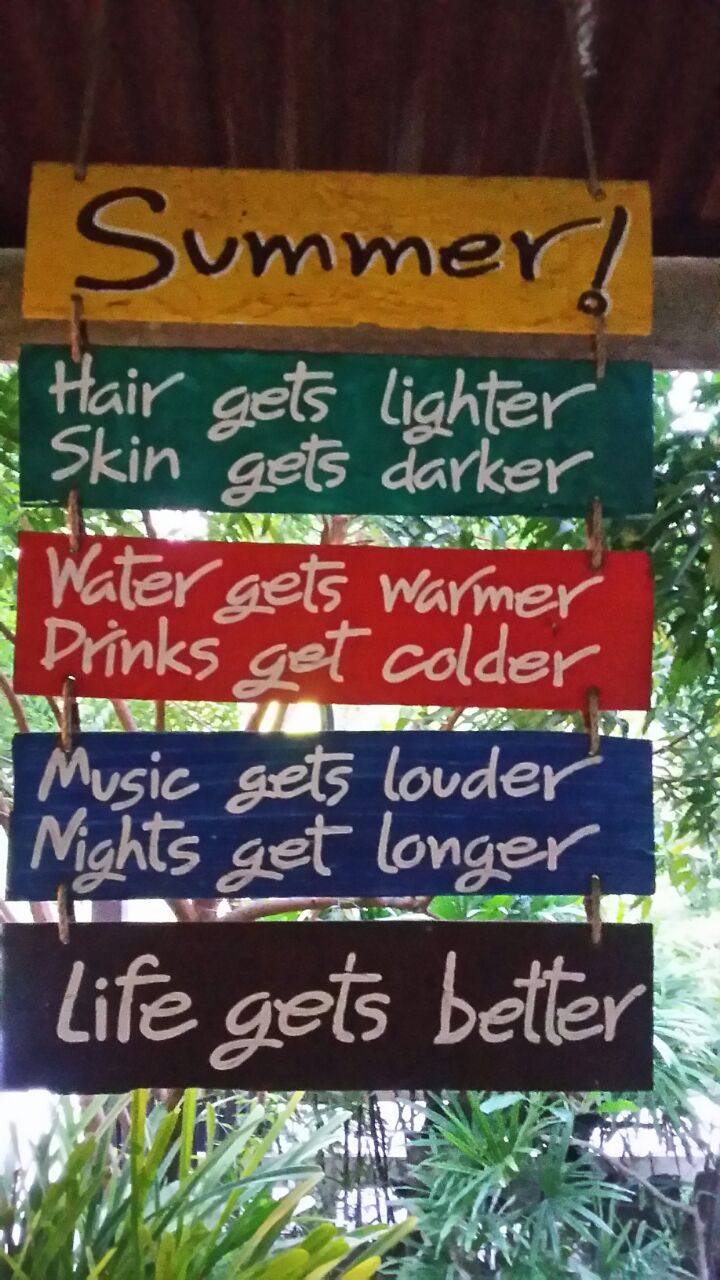 Summer!
Hair gets lighter
Skin gets darker
Water gets warmer
Drinks get colder
Music gets louder
Nights get longer
Life gets better